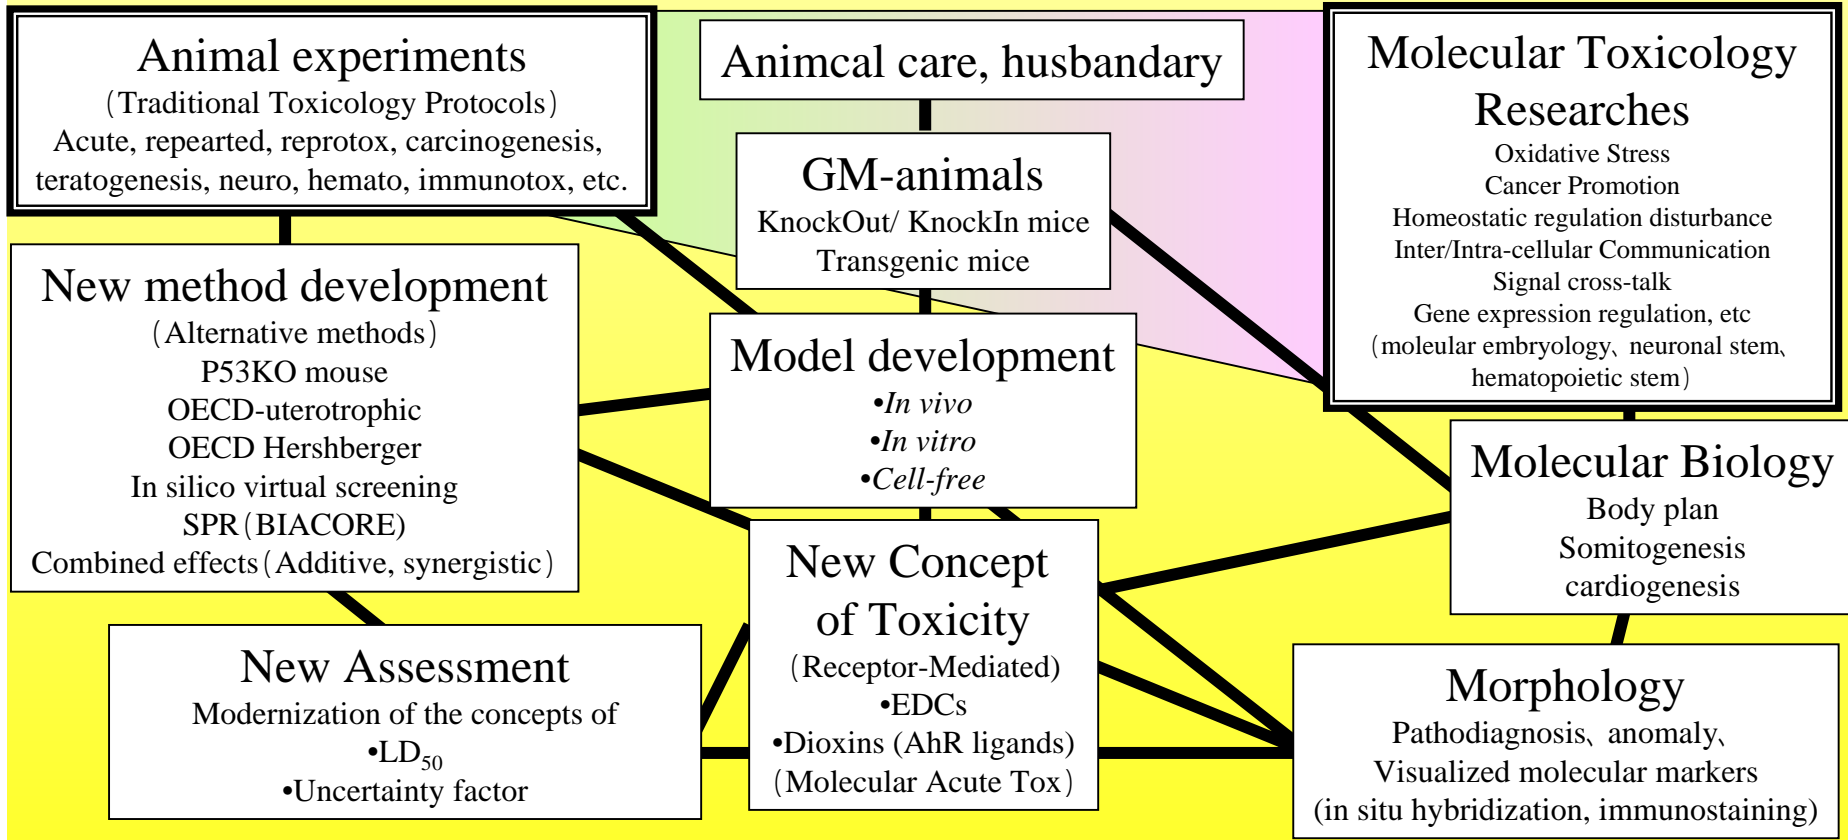 Animal experiments
(Traditional Toxicology Protocols)
Acute, repearted, reprotox, carcinogenesis,
teratogenesis, neuro, hemato, immunotox, etc.
Animcal care, husbandary
GM-animals
KnockOut/ KnockIn mice
Transgenic mice
Molecular Toxicology
Researches
Oxidative Stress
Cancer Promotion
Homeostatic regulation disturbance
Inter/Intra-cellular Communication
Signal cross-talk
Gene expression regulation, etc
(moleular embryology、neuronal stem、
hematopoietic stem)
New method development
(Alternative methods)
P53KO mouse
OECD-uterotrophic
OECD Hershberger
In silico virtual screening
SPR(BIACORE)
Combined effects(Additive, synergistic)
Model development
•In vivo
•In vitro
•Cell-free
Molecular Biology
Body plan
Somitogenesis
cardiogenesis
New Concept
of Toxicity
(Receptor-Mediated)
•EDCs
•Dioxins (AhR ligands)
(Molecular Acute Tox)
New Assessment
Modernization of the concepts of
•LD50
•Uncertainty factor
Morphology
Pathodiagnosis、anomaly、
Visualized molecular markers
(in situ hybridization, immunostaining)